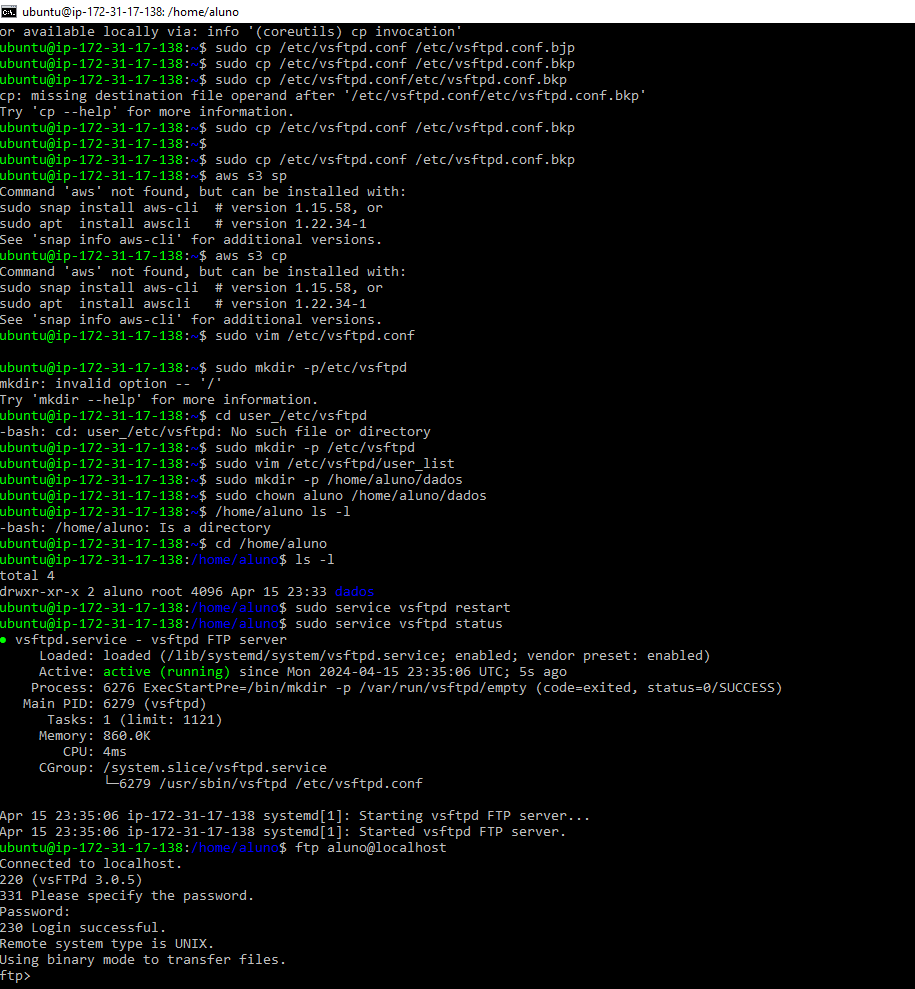 ubuntu@ip-172-31-17-138: /home/aluno
or available locally via: info '(coreutils) cp invocation'
ubuntu@ip-172-31-17-138:~$ sudo cp /etc/vsftpd.conf /etc/vsftpd.conf.bjp
ubuntu@ip-172-31-17-138:~$ sudo cp /etc/vsftpd.conf /etc/vsftpd.conf.bkp
ubuntu@ip-172-31-17-138:~$ sudo cp /etc/vsftpd.conf/etc/vsftpd.conf.bkp
cp: missing destination file operand after '/etc/vsftpd.conf/etc/vsftpd.conf.bkp'
Try 'cp --help' for more information.
ubuntu@ip-172-31-17-138:~$ sudo cp /etc/vsftpd.conf /etc/vsftpd.conf.bkp
ubuntu@ip-172-31-17-138:~$
ubuntu@ip-172-31-17-138:~$ sudo cp /etc/vsftpd.conf /etc/vsftpd.conf.bkp
ubuntu@ip-172-31-17-138:~$ aws s3 sp
Command 'aws' not found, but can be installed with:
sudo snap install aws-cli  # version 1.15.58, or
sudo apt  install awscli   # version 1.22.34-1
See 'snap info aws-cli' for additional versions.
ubuntu@ip-172-31-17-138:~$ aws s3 cp
Command 'aws' not found, but can be installed with:
sudo snap install aws-cli  # version 1.15.58, or
sudo apt  install awscli   # version 1.22.34-1
See 'snap info aws-cli' for additional versions.
ubuntu@ip-172-31-17-138:~$ sudo vim /etc/vsftpd.conf
ubuntu@ip-172-31-17-138:~$ sudo mkdir -p/etc/vsftpd
mkdir: invalid option -- '/'
Try 'mkdir --help' for more information.
ubuntu@ip-172-31-17-138:~$ cd user_/etc/vsftpd
-bash: cd: user_/etc/vsftpd: No such file or directory
ubuntu@ip-172-31-17-138:~$ sudo mkdir -p /etc/vsftpd
ubuntu@ip-172-31-17-138:~$ sudo vim /etc/vsftpd/user_list
ubuntu@ip-172-31-17-138:~$ sudo mkdir -p /home/aluno/dados
ubuntu@ip-172-31-17-138:~$ sudo chown aluno /home/aluno/dados
ubuntu@ip-172-31-17-138:~$ /home/aluno ls -l
-bash: /home/aluno: Is a directory
ubuntu@ip-172-31-17-138:~$ cd /home/aluno
ubuntu@ip-172-31-17-138:/home/aluno$ ls -l
total 4
drwxr-xr-x 2 aluno root 4096 Apr 15 23:33 dados
ubuntu@ip-172-31-17-138:/home/aluno$ sudo service vsftpd restart
ubuntu@ip-172-31-17-138:/home/aluno$ sudo service vsftpd status
● vsftpd.service - vsftpd FTP server
     Loaded: loaded (/lib/systemd/system/vsftpd.service; enabled; vendor preset: enabled)
     Active: active (running) since Mon 2024-04-15 23:35:06 UTC; 5s ago
    Process: 6276 ExecStartPre=/bin/mkdir -p /var/run/vsftpd/empty (code=exited, status=0/SUCCESS)
   Main PID: 6279 (vsftpd)
      Tasks: 1 (limit: 1121)
     Memory: 860.0K
        CPU: 4ms
     CGroup: /system.slice/vsftpd.service
             └─6279 /usr/sbin/vsftpd /etc/vsftpd.conf
Apr 15 23:35:06 ip-172-31-17-138 systemd[1]: Starting vsftpd FTP server...
Apr 15 23:35:06 ip-172-31-17-138 systemd[1]: Started vsftpd FTP server.
ubuntu@ip-172-31-17-138:/home/aluno$ ftp aluno@localhost
Connected to localhost.
220 (vsFTPd 3.0.5)
331 Please specify the password.
Password:
230 Login successful.
Remote system type is UNIX.
Using binary mode to transfer files.
ftp>